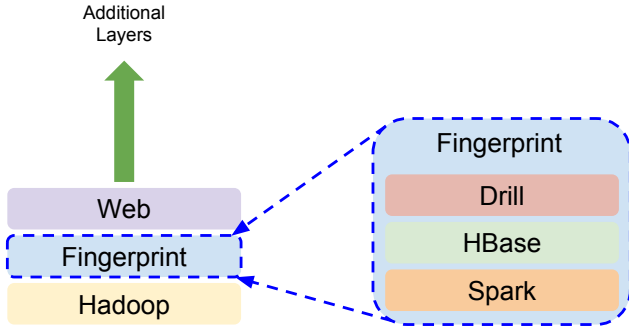 Additional
Layers
Web
Fingerprint
Hadoop
Fingerprint
Drill
HBase
Spark